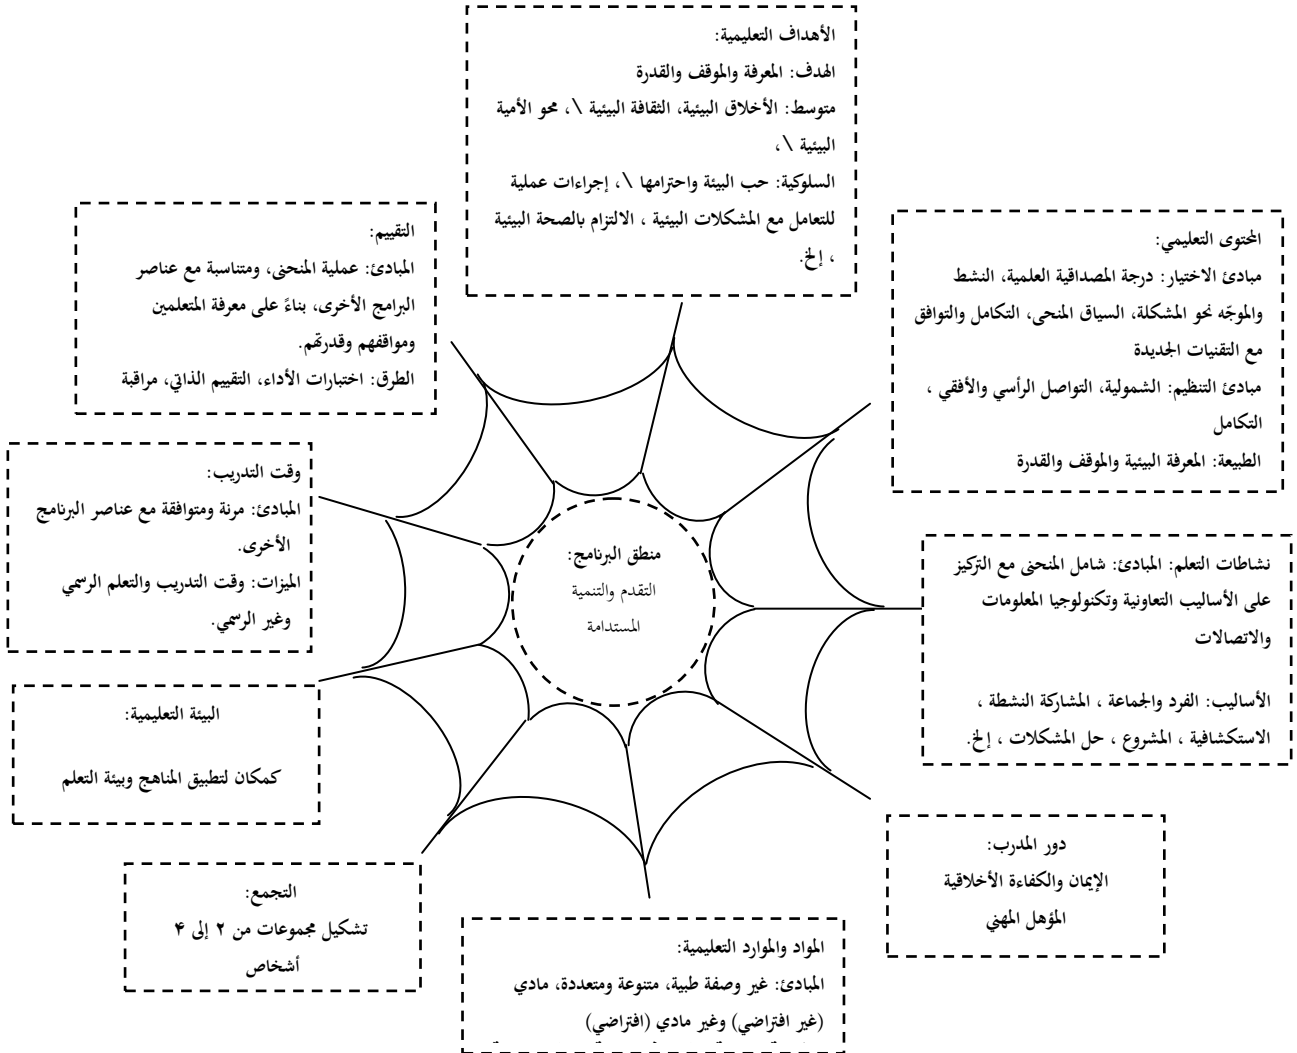 الأهداف التعليمية:
الهدف: المعرفة والموقف والقدرة
متوسط: الأخلاق البيئية، الثقافة البيئية \، محو الأمية
البيئية \،
السلوكية: حب البيئة واحترامها \، إجراءات عملية
للتعامل مع المشكلات البيئية ، الالتزام بالصحة البيئية
، إلخ.
المحتوى التعليمي:
مبادئ الاختيار: درجة المصداقية العلمية، النشط
والموجّه نحو المشكلة، السياق المنحى، التكامل والتوافق
مع التقنيات الجديدة
مبادئ التنظيم: الشمولية، التواصل الرأسي والأفقي ،
التكامل
الطبيعة: المعرفة البيئية والموقف والقدرة
نشاطات التعلم: المبادئ: شامل المنحنى مع التركيز
على الأساليب التعاونية وتكنولوجيا المعلومات
والاتصالات
الأساليب: الفرد والجماعة ، المشاركة النشطة ،
الاستكشافية ، المشروع ، حل المشكلات ، إلخ.
دور المدرب:
الإيمان والكفاءة الأخلاقية
المؤهل المهني
المواد والموارد التعليمية:
المبادئ: غير وصفة طبية، متنوعة ومتعددة، مادي
(غير افتراضي) وغير مادي (افتراضي)
التجمع:
تشكيل مجموعات من ۲ إلى ۴
أشخاص
البيئة التعليمية:
كمكان لتطبيق المناهج وبيئة التعلم
وقت التدريب:
المبادئ: مرنة ومتوافقة مع عناصر البرنامج
الأخرى.
الميزات: وقت التدريب والتعلم الرسمي
وغير الرسمي.
التقييم:
المبادئ: عملية المنحنى، ومتناسبة مع عناصر
البرامج الأخرى، بناءً على معرفة المتعلمين
ومواقفهم وقدرتهم.
الطرق: اختبارات الأداء، التقييم الذاتي، مراقبة
منطق البرنامج:
التقدم والتنمية
المستدامة